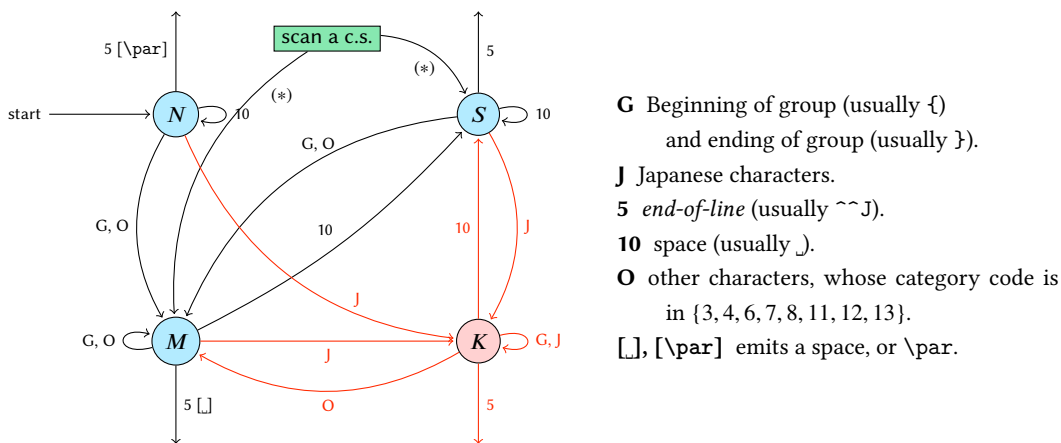 scan a c.s.
5 [\par]
5
(∗)
(∗)
start
N
10
S
10
G, O
G, O
10
10
J
J
G, O
M
J
K
G, J
O
5 [␣]
5
G Beginning of group (usually {)
and ending of group (usually }).
J Japanese characters.
5 end-of-line (usually ^^J).
10 space (usually ␣).
O other characters, whose category code is
in {3, 4, 6, 7, 8, 11, 12, 13}.
[␣], [\par] emits a space, or \par.